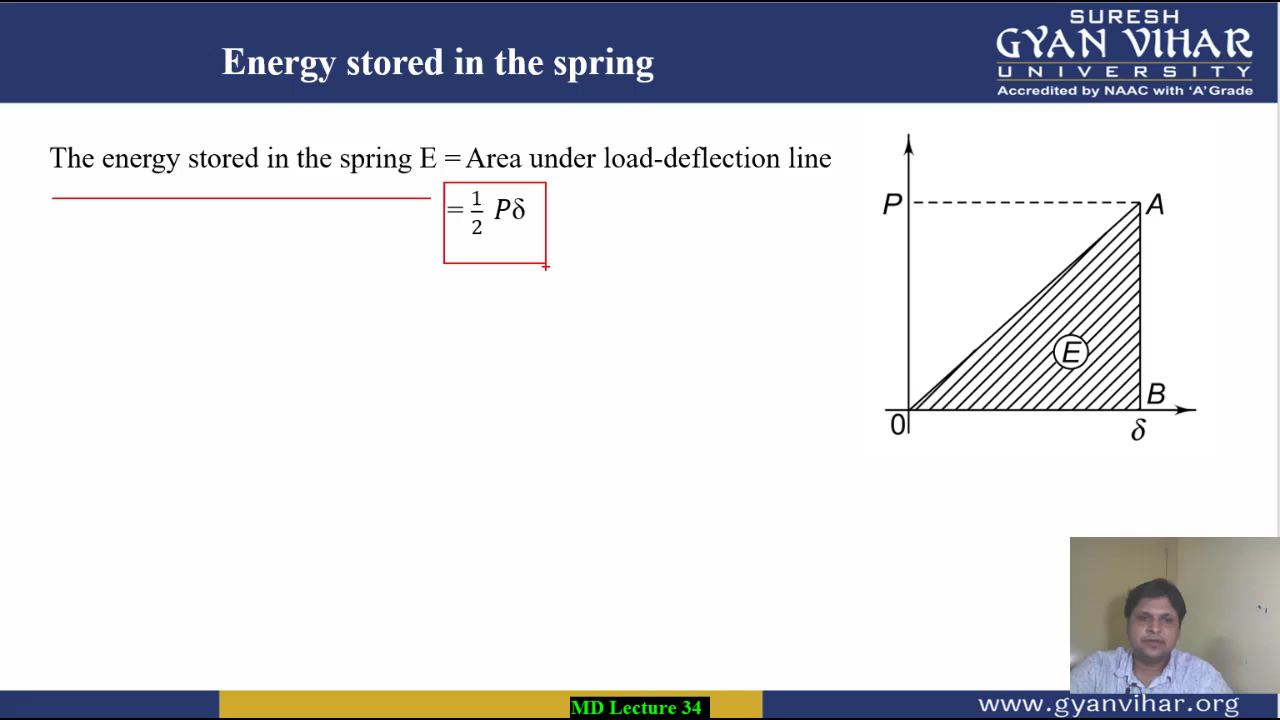 Energy stored in the spring
SURESH
GYAN VIHAR
UNIVERSITY
Accredited by NAAC with 'A' Grade
The energy stored in the spring E = Area under load-deflection line
= 1/2 Pδ
P
A
E
B
0
δ
MD Lecture 34
www.gyanvihar.org